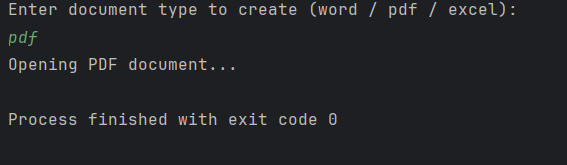 Enter document type to create (word / pdf / excel):
pdf
Opening PDF document...
Process finished with exit code 0